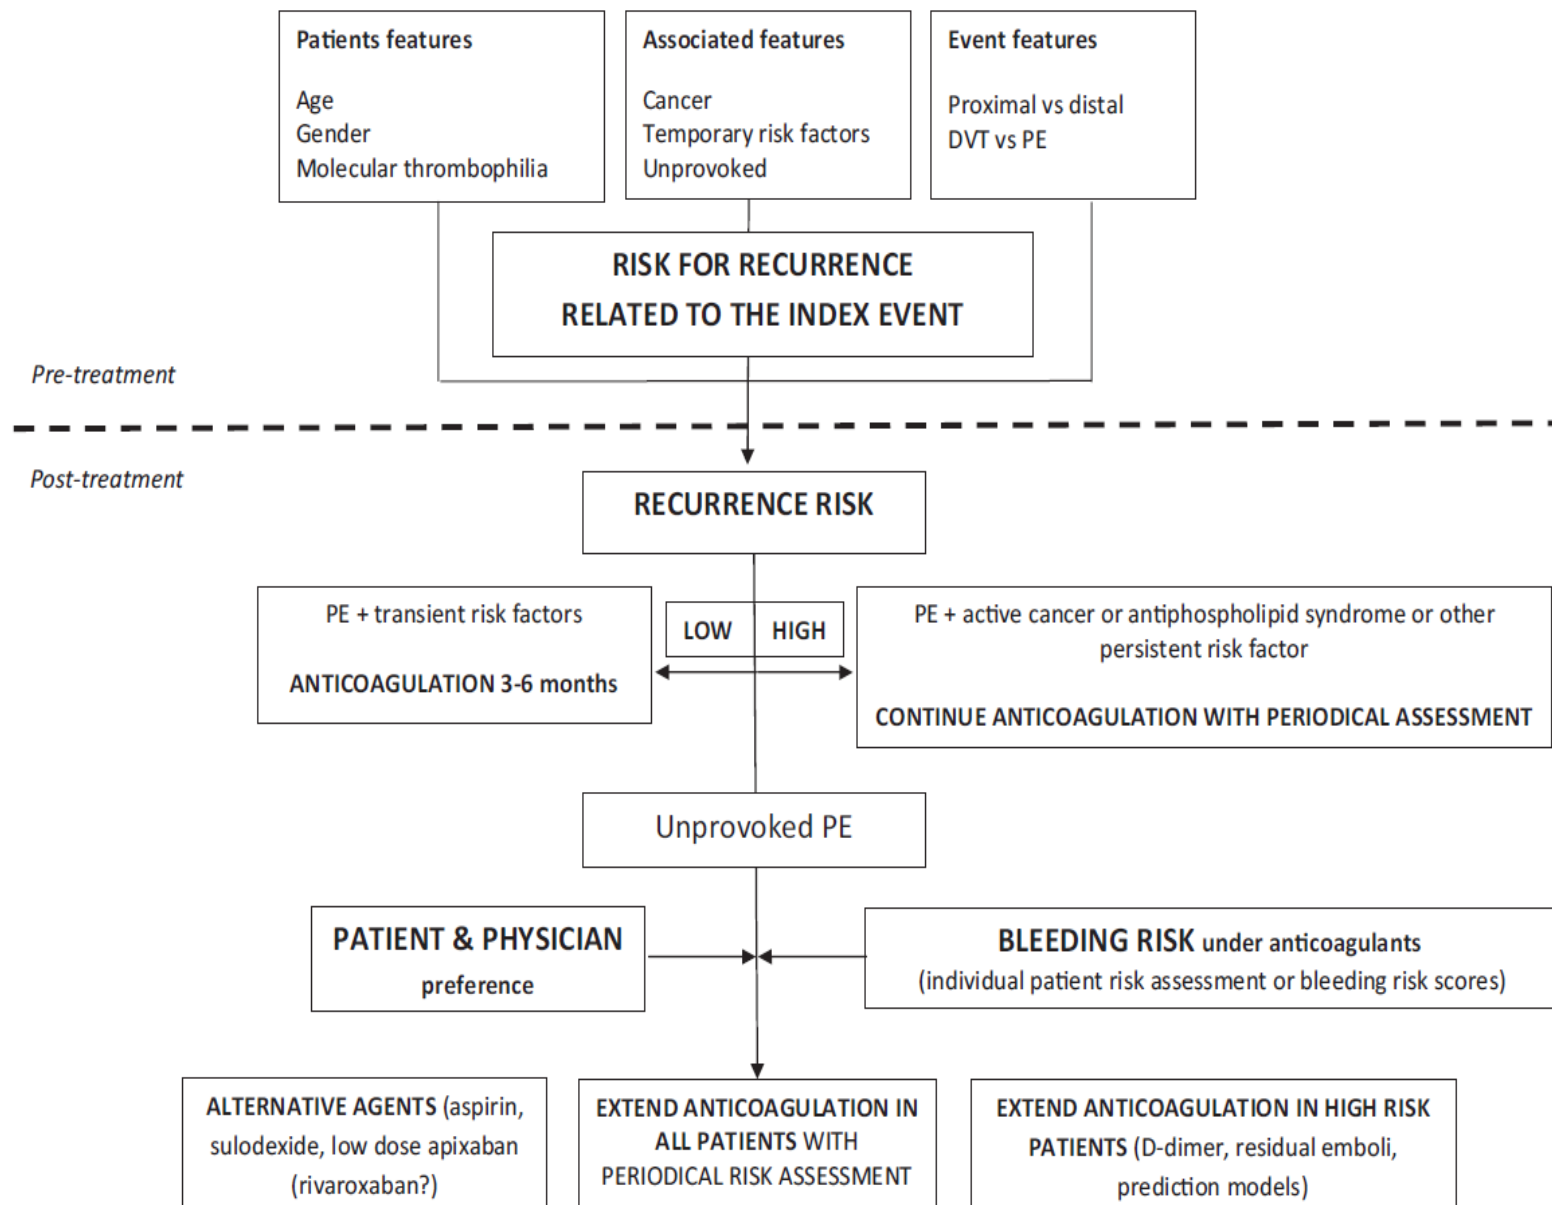 Patients features
Age
Gender
Molecular thrombophilia
Associated features
Cancer
Temporary risk factors
Unprovoked
Event features
Proximal vs distal
DVT vs PE
RISK FOR RECURRENCE
RELATED TO THE INDEX EVENT
Pre-treatment
Post-treatment
RECURRENCE RISK
PE + transient risk factors
ANTICOAGULATION 3-6 months
LOW
HIGH
PE + active cancer or antiphospholipid syndrome or other
persistent risk factor
CONTINUE ANTICOAGULATION WITH PERIODICAL ASSESSMENT
Unprovoked PE
PATIENT & PHYSICIAN
preference
BLEEDING RISK under anticoagulants
(individual patient risk assessment or bleeding risk scores)
ALTERNATIVE AGENTS (aspirin,
sulodexide, low dose apixaban
(rivaroxaban?)
EXTEND ANTICOAGULATION IN
ALL PATIENTS WITH
PERIODICAL RISK ASSESSMENT
EXTEND ANTICOAGULATION IN HIGH RISK
PATIENTS (D-dimer, residual emboli,
prediction models)